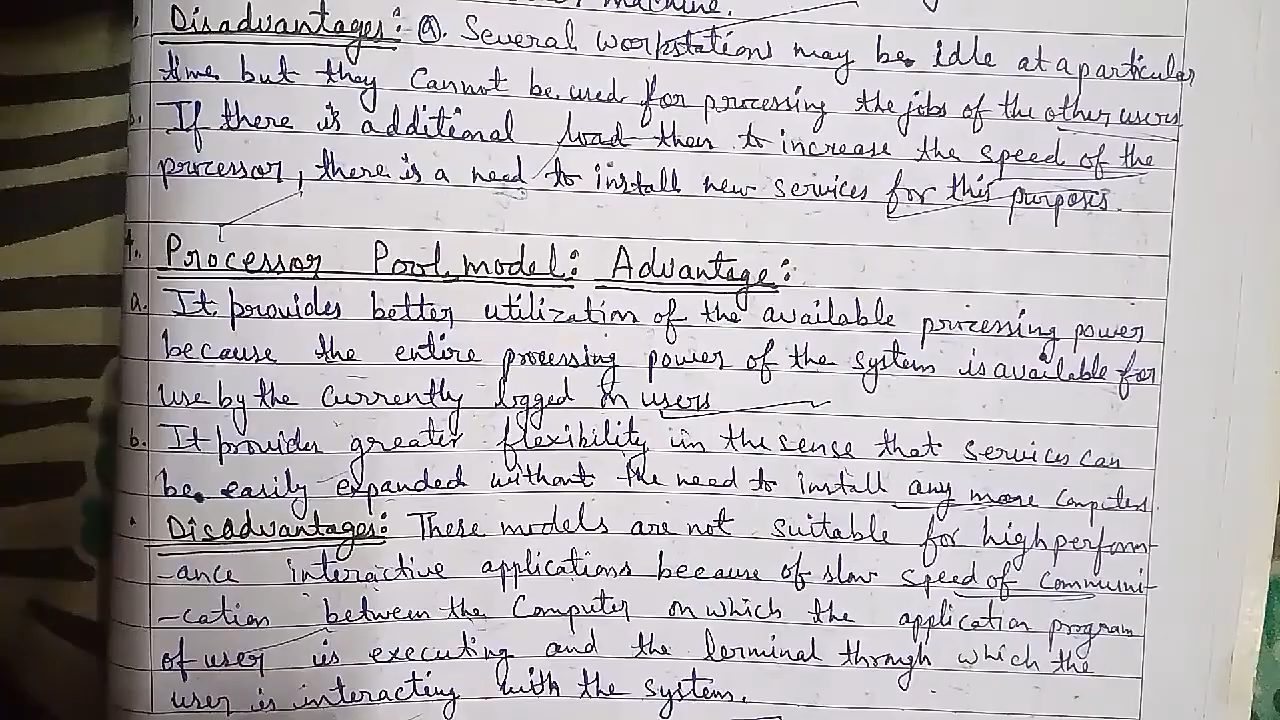 machine.
Disadvantages: a. Several workstations may be idle at a particular
time but they cannot be used for processing the jobs of the other users
b. If there is additional load then to increase the speed of the
processor, there is a need to install new services for this purposes.
4. Processor Pool model: Advantage:
a. It provides better utilization of the available processing power
because the entire processing power of the system is available for
use by the currently logged on users
b. It provides greater flexibility in the sense that services can
be easily expanded without the need to install any more computers.
Disadvantages: These models are not suitable for high perform-
-ance interactive applications because of slow speed of communi-
-cation between the computer on which the application program
of user is executing and the terminal through which the
user is interacting with the system.